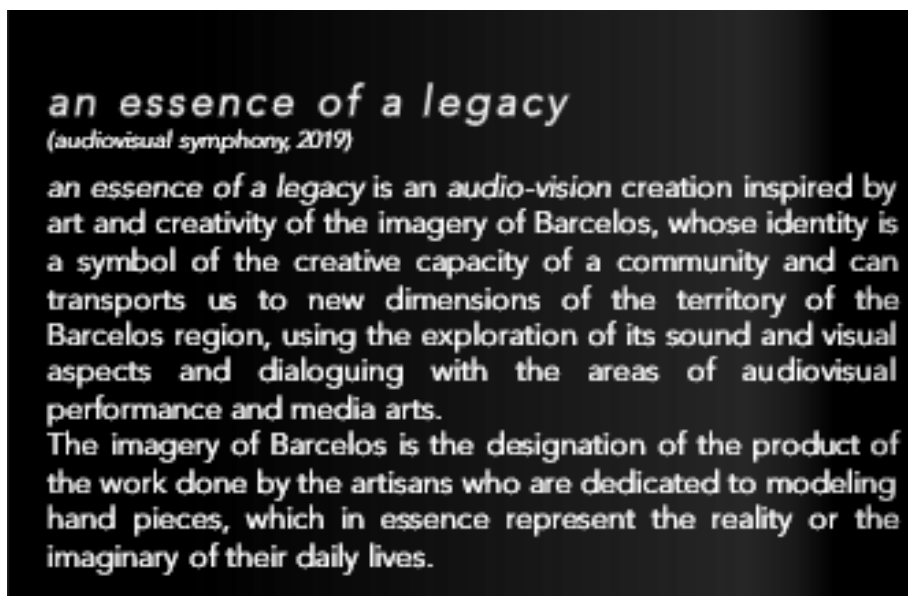 an essence of a legacy
(audiovisual symphony, 2019)
an essence of a legacy is an audio-vision creation inspired by
art and creativity of the imagery of Barcelos, whose identity is
a symbol of the creative capacity of a community and can
transports us to new dimensions of the territory of the
Barcelos region, using the exploration of its sound and visual
aspects and dialoguing with the areas of audiovisual
performance and media arts.
The imagery of Barcelos is the designation of the product of
the work done by the artisans who are dedicated to modeling
hand pieces, which in essence represent the reality or the
imaginary of their daily lives.